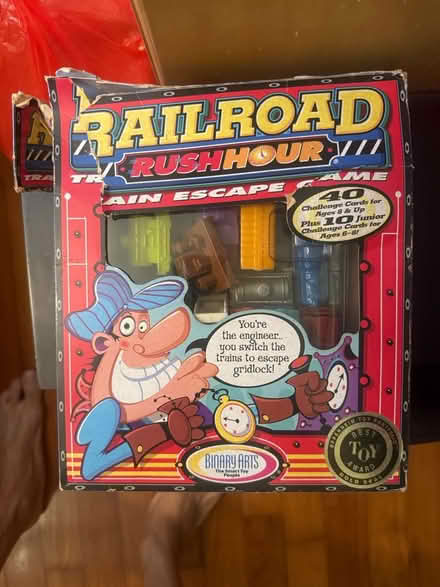 RAILROAD
RUSH HOUR
TRAIN ESCAPE GAME
40
Challenge Cards for
Ages 8 & Up
Plus 10 Junior
Challenge Cards for
Ages 6-8!
You're
the engineer...
you switch the
trains to escape
gridlock!
BINARY ARTS
The Smart Toy
People
BEST
TOY
AWARD